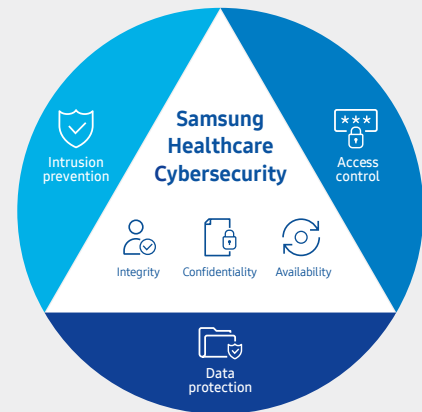 Samsung
Healthcare
Cybersecurity
Intrusion
prevention
***
Access
control
Integrity
Confidentiality
Availability
Data
protection